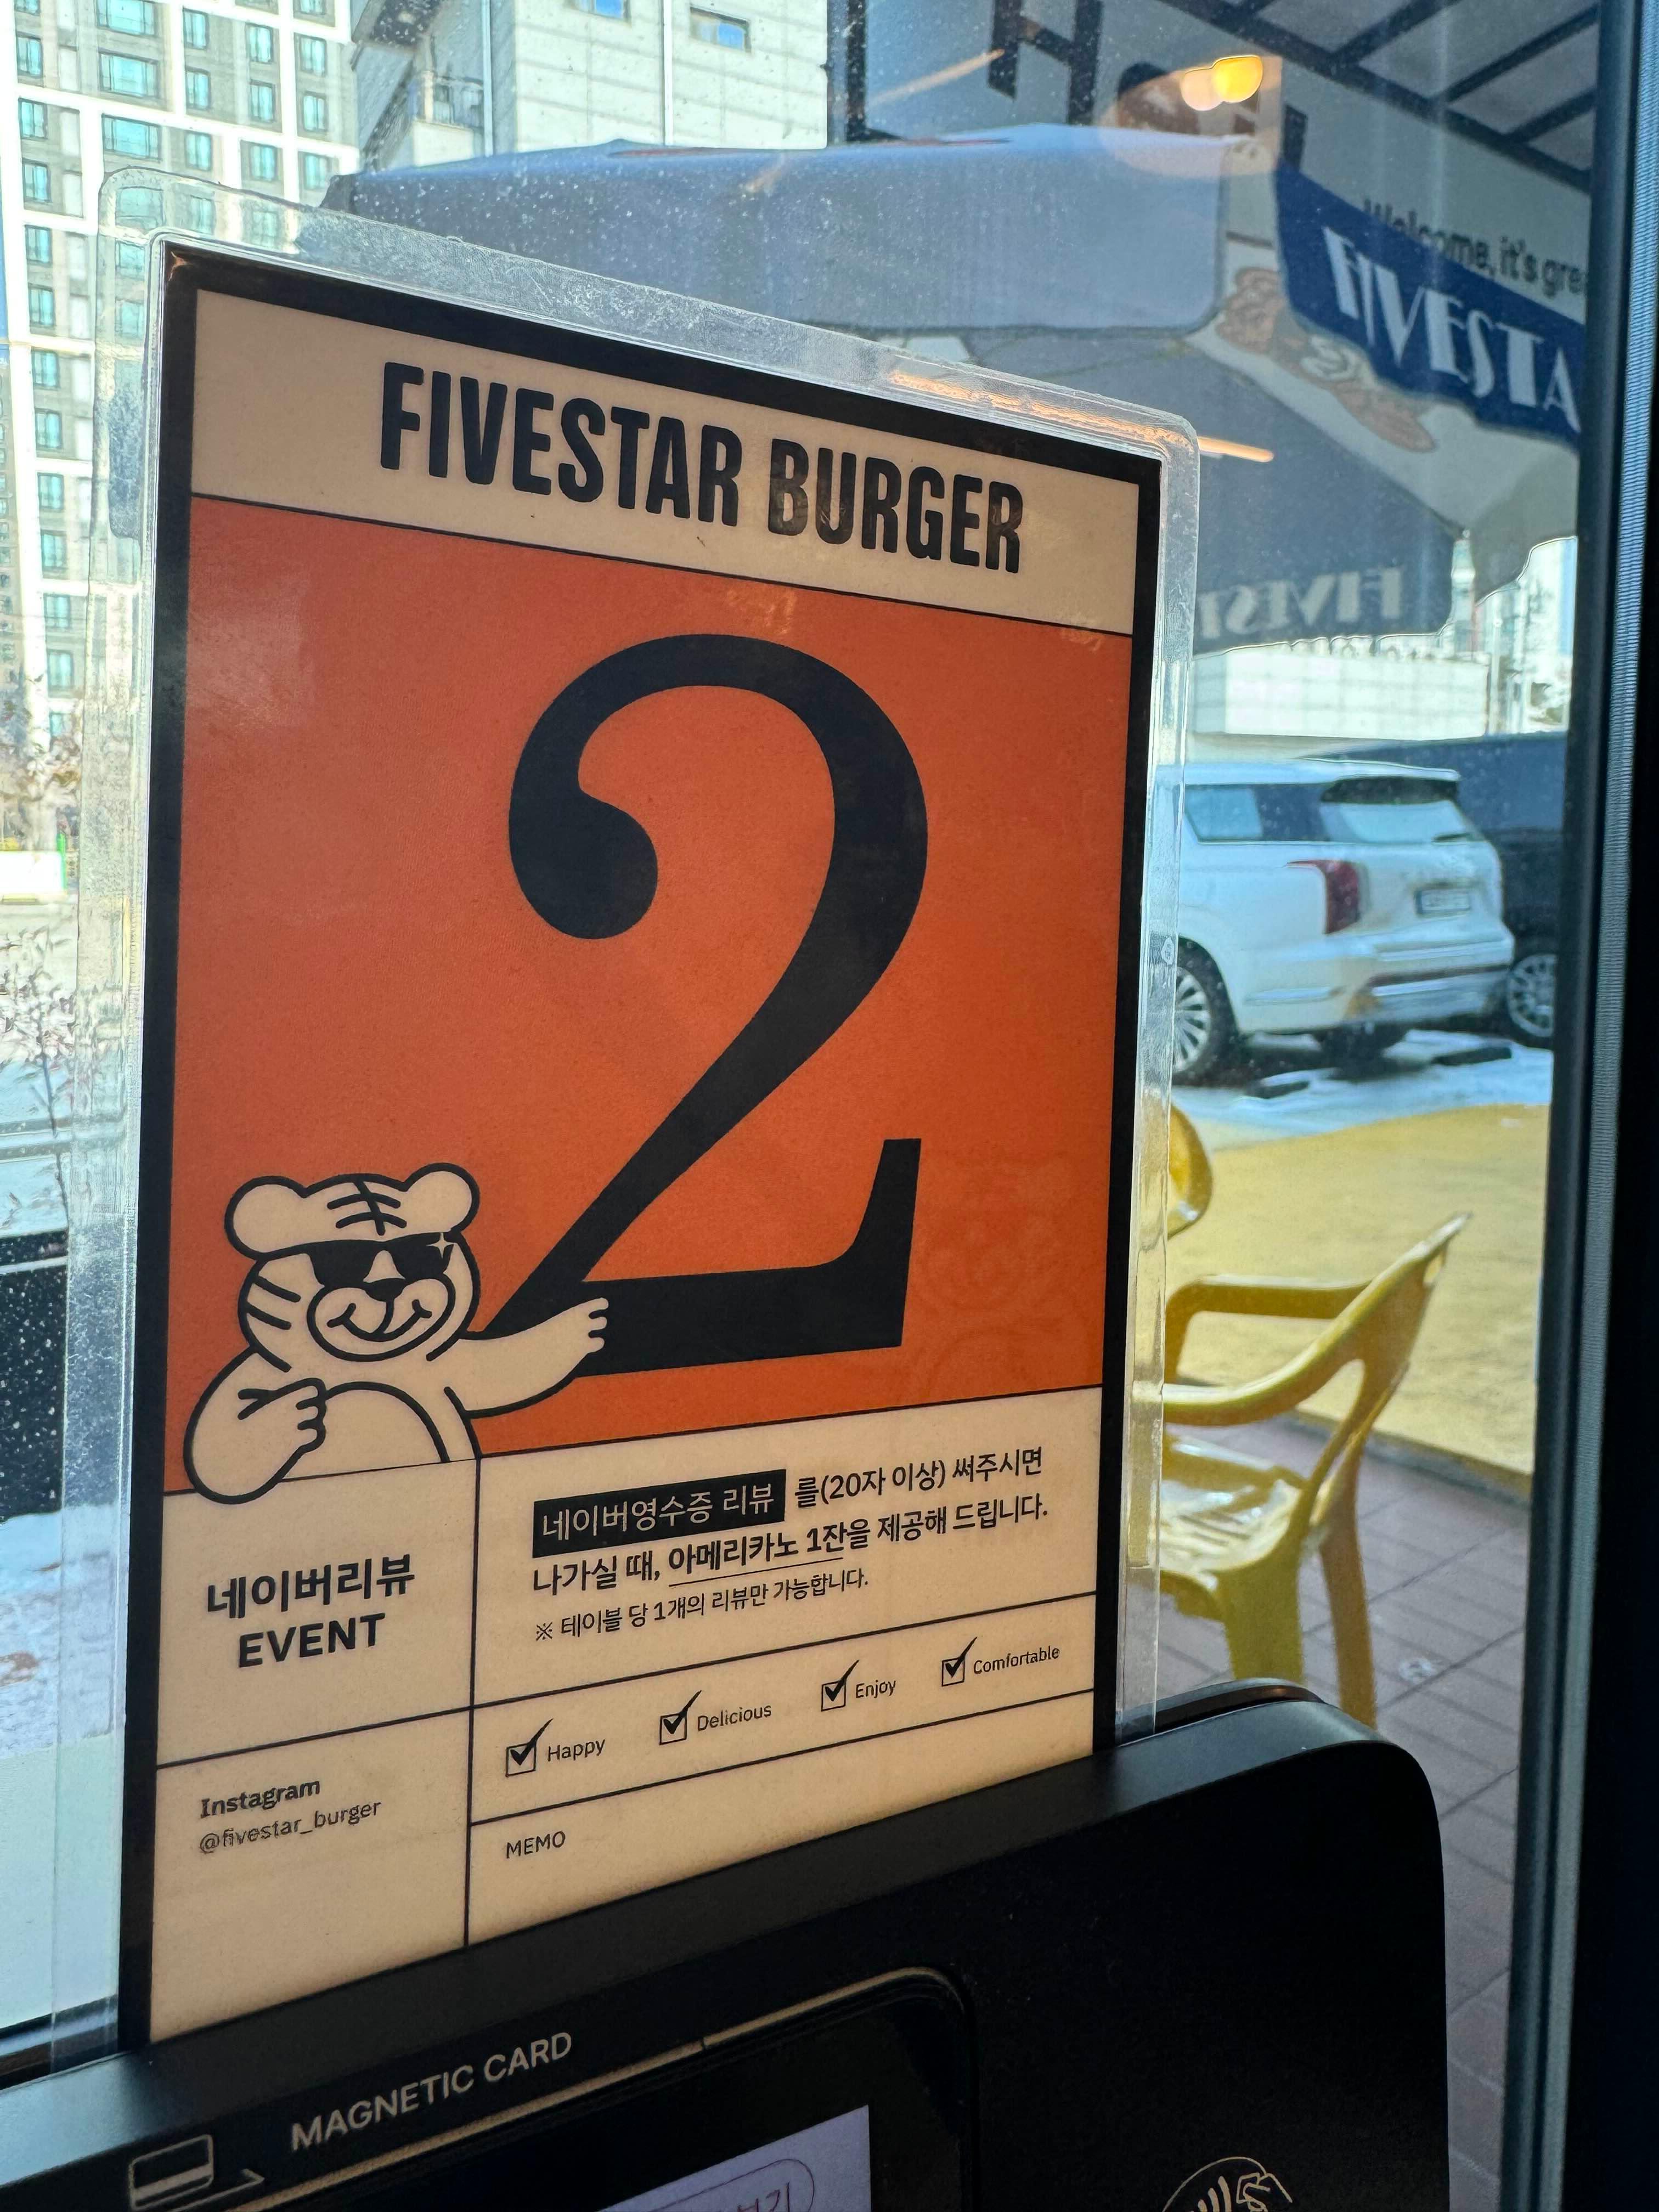 Welcome, it's
FIVESTA
FIVEST
FIVESTAR BURGER
2
네이버영수증 리뷰 를(20자 이상) 써주시면
나가실 때, 아메리카노 1잔을 제공해 드립니다.
※ 테이블 당 1개의 리뷰만 가능합니다.
네이버리뷰
EVENT
Happy
Delicious
Enjoy
Comfortable
Instagram
@fivestar_burger
MEMO
MAGNETIC CARD